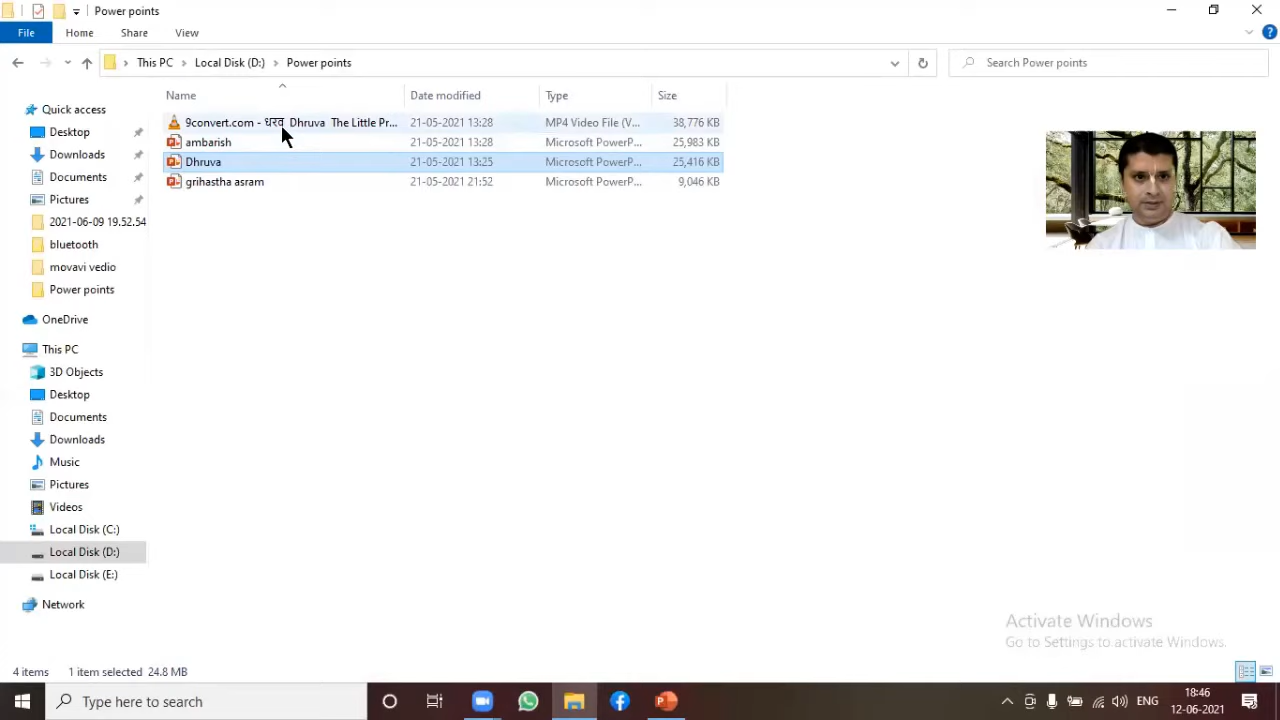 Power points
File Home Share View
This PC Local Disk (D:) Power points
Search Power points
Name Date modified Type Size
9convert.com - धरव Dhruva The Little Pr... 21-05-2021 13:28 MP4 Video File (V... 38,776 KB
ambarish 21-05-2021 13:28 Microsoft PowerP... 25,983 KB
Dhruva 21-05-2021 13:25 Microsoft PowerP... 25,416 KB
grihastha asram 21-05-2021 21:52 Microsoft PowerP... 9,046 KB
Quick access
Desktop
Downloads
Documents
Pictures
2021-06-09 19.52.54
bluetooth
movavi vedio
Power points
OneDrive
This PC
3D Objects
Desktop
Documents
Downloads
Music
Pictures
Videos
Local Disk (C:)
Local Disk (D:)
Local Disk (E:)
Network
Activate Windows
Go to Settings to activate Windows.
4 items 1 item selected 24.8 MB
Type here to search
ENG
18:46
12-06-2021